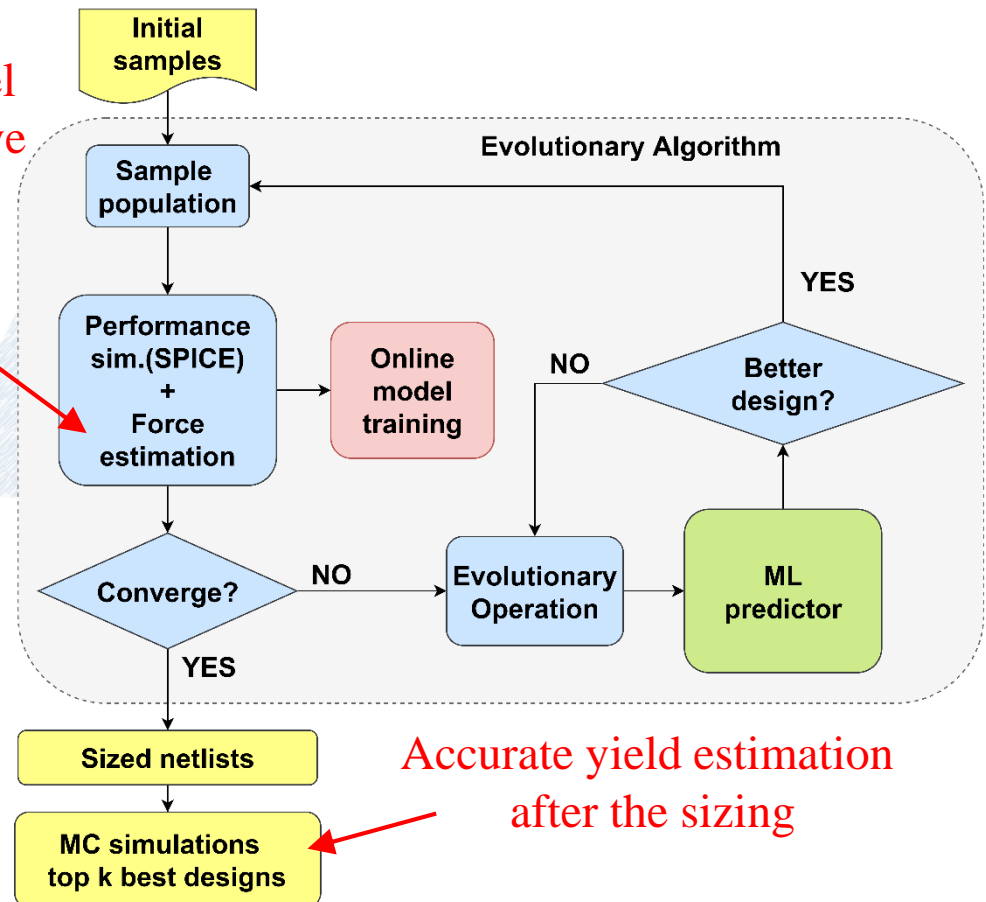 Initial
samples
el
ve
Evolutionary Algorithm
Sample
population
YES
Performance
sim.(SPICE)
+
Force
estimation
Online
model
training
NO
Better
design?
Converge?
NO
Evolutionary
Operation
ML
predictor
YES
Sized netlists
Accurate yield estimation
after the sizing
MC simulations
top k best designs